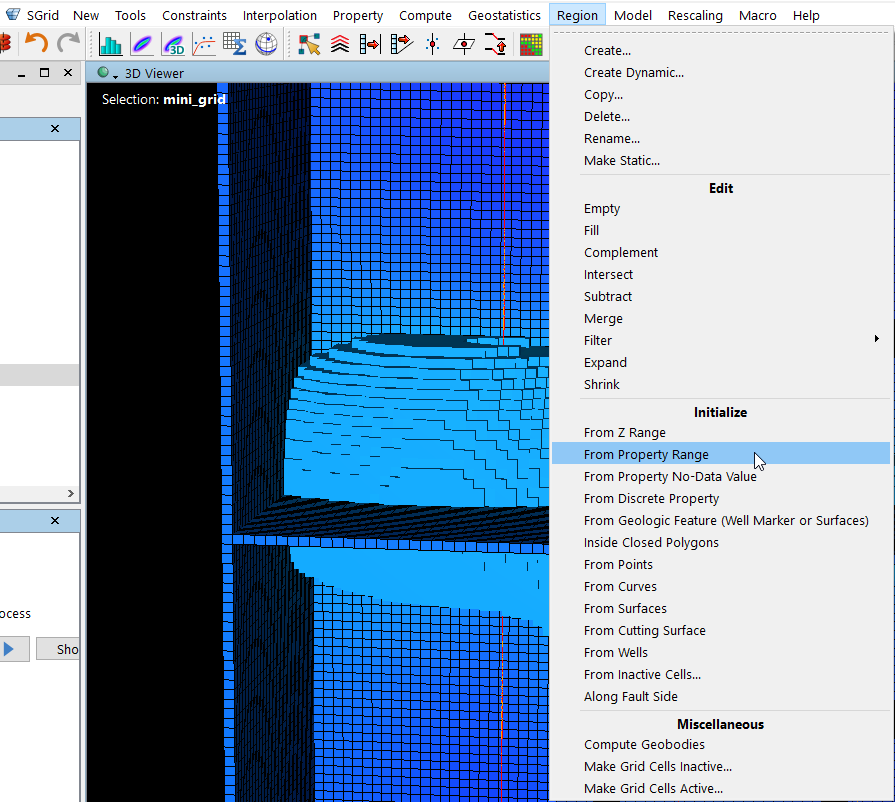 SGrid New Tools Constraints Interpolation Property Compute Geostatistics Region Model Rescaling Macro Help
3D
3D Viewer
Selection: mini_grid
Create...
Create Dynamic...
Copy...
Delete...
Rename...
Make Static...
Edit
Empty
Fill
Complement
Intersect
Subtract
Merge
Filter
Expand
Shrink
Initialize
From Z Range
From Property Range
From Property No-Data Value
From Discrete Property
From Geologic Feature (Well Marker or Surfaces)
Inside Closed Polygons
From Points
From Curves
From Surfaces
From Cutting Surface
From Wells
From Inactive Cells...
Along Fault Side
Miscellaneous
Compute Geobodies
Make Grid Cells Inactive...
Make Grid Cells Active...
ocess
Sho